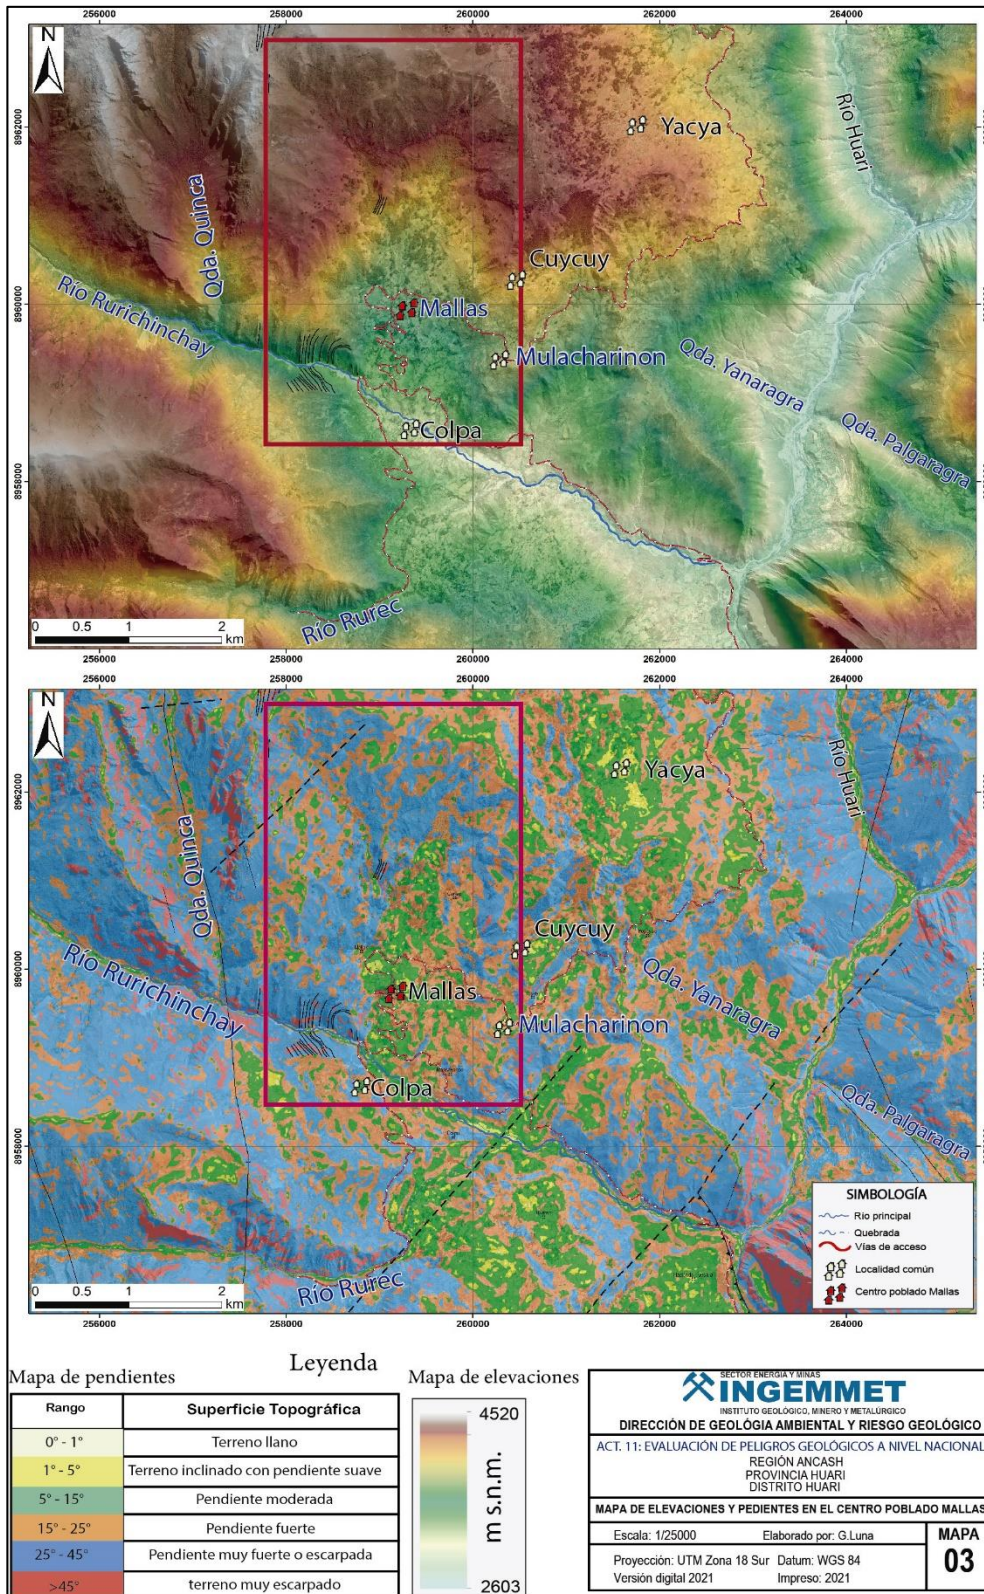 256000 258000 260000 262000 264000
N
8962000
8960000
8958000
Yacya
Río Huari
Qda. Quinca
Cuycuy
Río Rurichinchay
Mallas
Mulacharinon
Qda. Yanaragra
Colpa
Qda. Palgaragra
Río Rurec
0 0.5 1 2
km
256000 258000 260000 262000 264000
256000 258000 260000 262000 264000
N
8962000
8960000
8958000
Yacya
Río Huari
Qda. Quinca
Cuycuy
Río Rurichinchay
Qda. Yanaragra
Mallas
Mulacharinon
Colpa
Qda. Palgaragra
Río Rurec
0 0.5 1 2
km
SIMBOLOGÍA
Río principal
Quebrada
Vías de acceso
Localidad común
Centro poblado Mallas
256000 258000 260000 262000 264000
Leyenda
Mapa de pendientes
Rango Superficie Topográfica
0° - 1° Terreno llano
1° - 5° Terreno inclinado con pendiente suave
5° - 15° Pendiente moderada
15° - 25° Pendiente fuerte
25° - 45° Pendiente muy fuerte o escarpada
>45° terreno muy escarpado
Mapa de elevaciones
4520
m s.n.m.
2603
SECTOR ENERGÍA Y MINAS
INGEMMET
INSTITUTO GEOLÓGICO, MINERO Y METALÚRGICO
DIRECCIÓN DE GEOLÓGIA AMBIENTAL Y RIESGO GEOLÓGICO
ACT. 11: EVALUACIÓN DE PELIGROS GEOLÓGICOS A NIVEL NACIONAL
REGIÓN ANCASH
PROVINCIA HUARI
DISTRITO HUARI
MAPA DE ELEVACIONES Y PEDIENTES EN EL CENTRO POBLADO MALLAS
Escala: 1/25000 Elaborado por: G.Luna
Proyección: UTM Zona 18 Sur Datum: WGS 84
Versión digital 2021 Impreso: 2021
MAPA
03